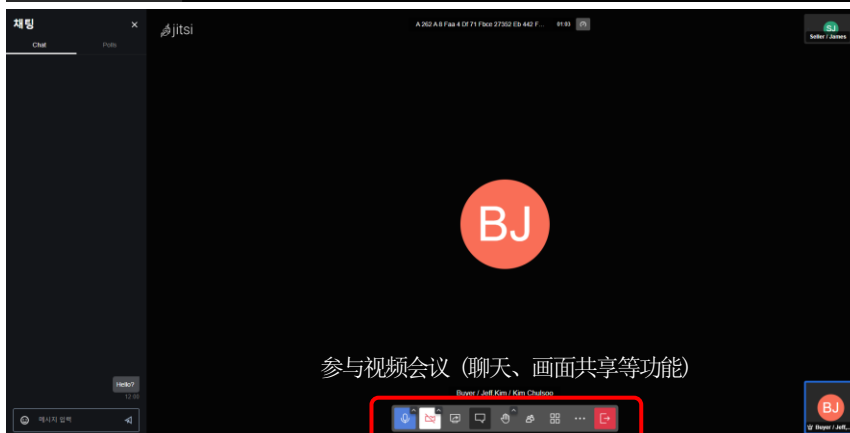 채팅
Chat
Polls
Hello?
메시지 입력
jitsi
A 262 A 8 Faa 4 Df 71 Fbce 27352 Eb 442 F...
01:03
SJ
Seller / James
BJ
参与视频会议（聊天、画面共享等功能）
Buyer / Jeff Kim / Kim Chulsoo
BJ
Buyer / Jeff,...